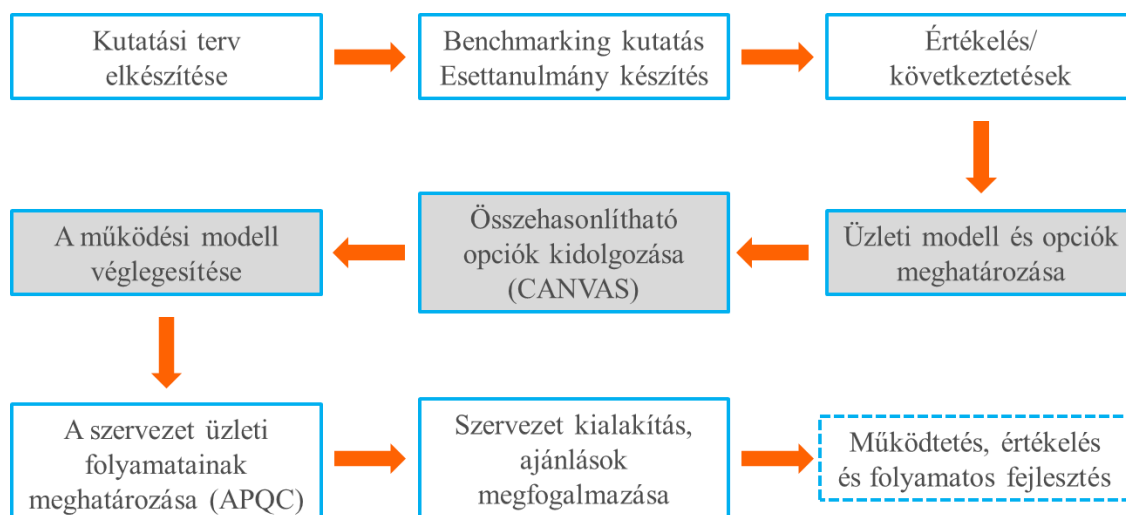 Kutatási terv
elkészítése
Benchmarking kutatás
Esettanulmány készítés
Értékelés/
következtetések
Üzleti modell és opciók
meghatározása
Összehasonlítható
opciók kidolgozása
(CANVAS)
A működési modell
véglegesítése
A szervezet üzleti
folyamatainak
meghatározása (APQC)
Szervezet kialakítás,
ajánlások
megfogalmazása
Működtetés, értékelés
és folyamatos fejlesztés